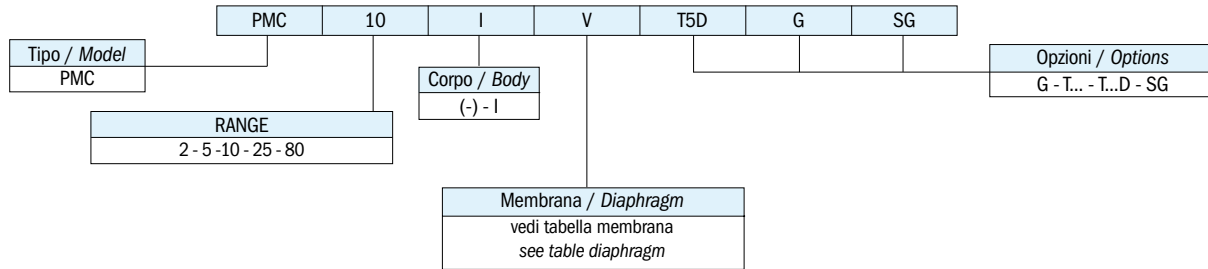 PMC 10 I V T5D G SG
Tipo / Model
PMC
Corpo / Body
(-) - I
Opzioni / Options
G - T... - T...D - SG
RANGE
2 - 5 -10 - 25 - 80
Membrana / Diaphragm
vedi tabella membrana
see table diaphragm